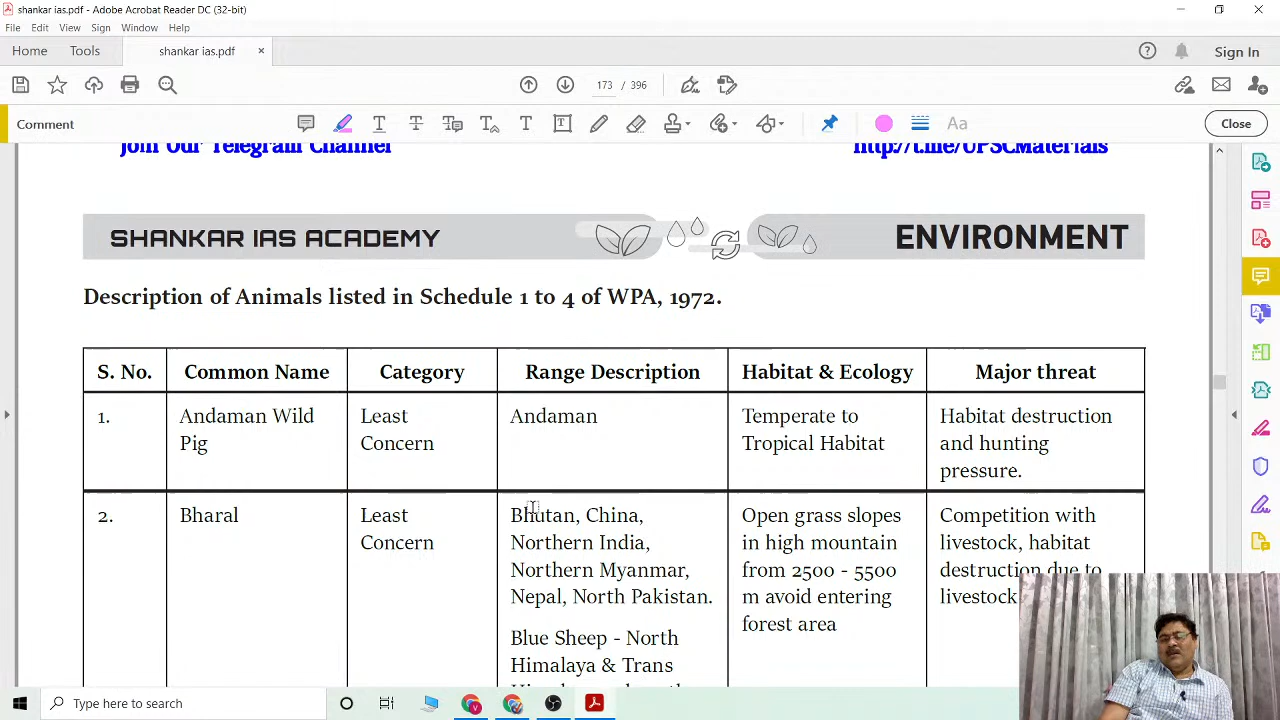 shankar ias.pdf - Adobe Acrobat Reader DC (32-bit)
File Edit View Sign Window Help
Home Tools shankar ias.pdf × Sign In
173 / 396
Comment Aa Close
Join Our Telegram Channel http://t.me/UPSCMaterials
SHANKAR IAS ACADEMY ENVIRONMENT
Description of Animals listed in Schedule 1 to 4 of WPA, 1972.
S. No. Common Name Category Range Description Habitat & Ecology Major threat
1. Andaman Wild Least Andaman Temperate to Habitat destruction
Pig Concern Tropical Habitat and hunting
pressure.
2. Bharal Least Bhutan, China, Open grass slopes Competition with
Concern Northern India, in high mountain livestock, habitat
Northern Myanmar, from 2500 - 5500 destruction due to
Nepal, North Pakistan. m avoid entering livestock
forest area
Blue Sheep - North
Himalaya & Trans
Type here to search